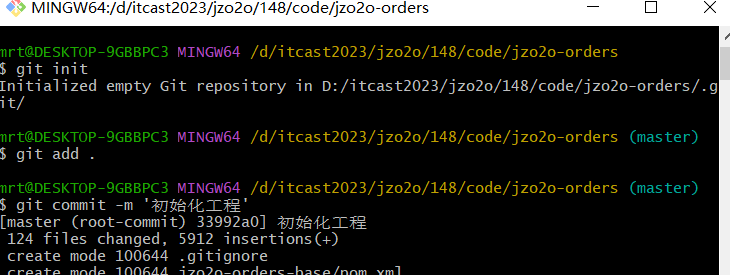 MINGW64:/d/itcast2023/jzo2o/148/code/jzo2o-orders
mrt@DESKTOP-9GBBPC3 MINGW64 /d/itcast2023/jzo2o/148/code/jzo2o-orders
$ git init
Initialized empty Git repository in D:/itcast2023/jzo2o/148/code/jzo2o-orders/.g
it/
mrt@DESKTOP-9GBBPC3 MINGW64 /d/itcast2023/jzo2o/148/code/jzo2o-orders (master)
$ git add .
mrt@DESKTOP-9GBBPC3 MINGW64 /d/itcast2023/jzo2o/148/code/jzo2o-orders (master)
$ git commit -m '初始化工程'
[master (root-commit) 33992a0] 初始化工程
124 files changed, 5912 insertions(+)
create mode 100644 .gitignore
create mode 100644 jzo2o-orders-base/pom.xml